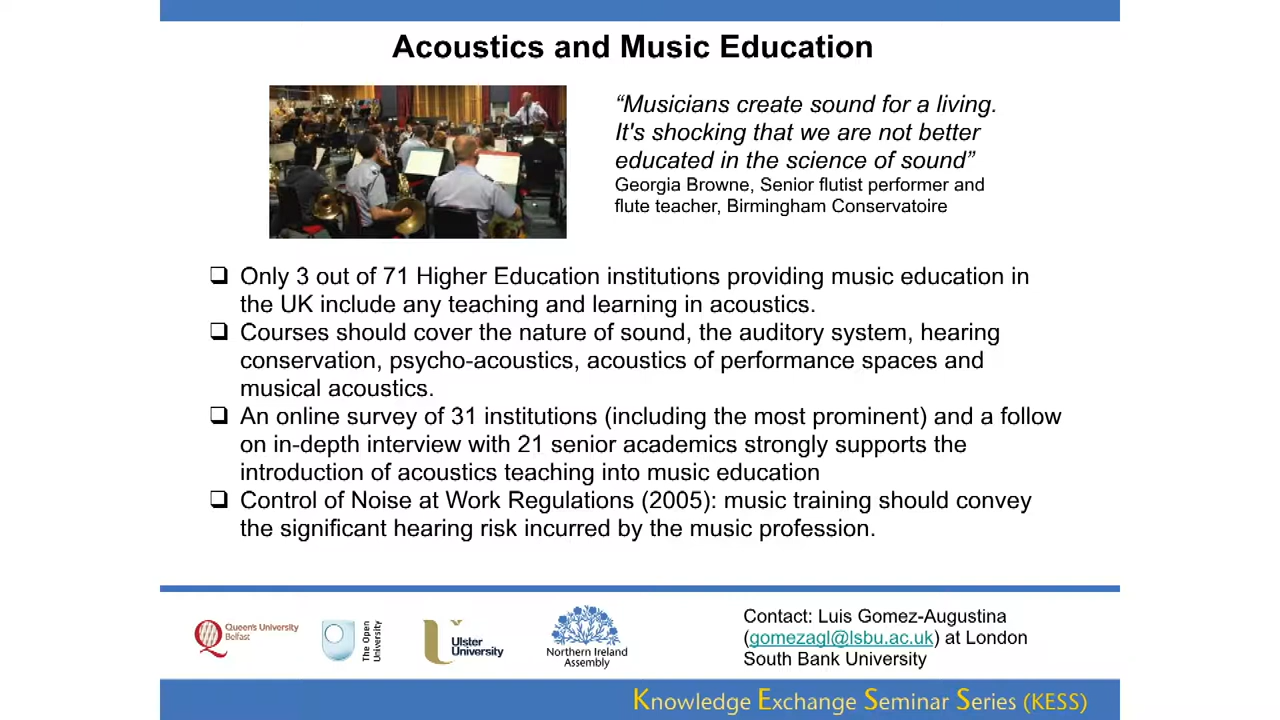 Acoustics and Music Education
“Musicians create sound for a living.
It's shocking that we are not better
educated in the science of sound”
Georgia Browne, Senior flutist performer and
flute teacher, Birmingham Conservatoire
❑ Only 3 out of 71 Higher Education institutions providing music education in
the UK include any teaching and learning in acoustics.
❑ Courses should cover the nature of sound, the auditory system, hearing
conservation, psycho-acoustics, acoustics of performance spaces and
musical acoustics.
❑ An online survey of 31 institutions (including the most prominent) and a follow
on in-depth interview with 21 senior academics strongly supports the
introduction of acoustics teaching into music education
❑ Control of Noise at Work Regulations (2005): music training should convey
the significant hearing risk incurred by the music profession.
Queen's University
Belfast
The Open
University
Ulster
University
Northern Ireland
Assembly
Contact: Luis Gomez-Augustina
(gomezagl@lsbu.ac.uk) at London
South Bank University
Knowledge Exchange Seminar Series (KESS)